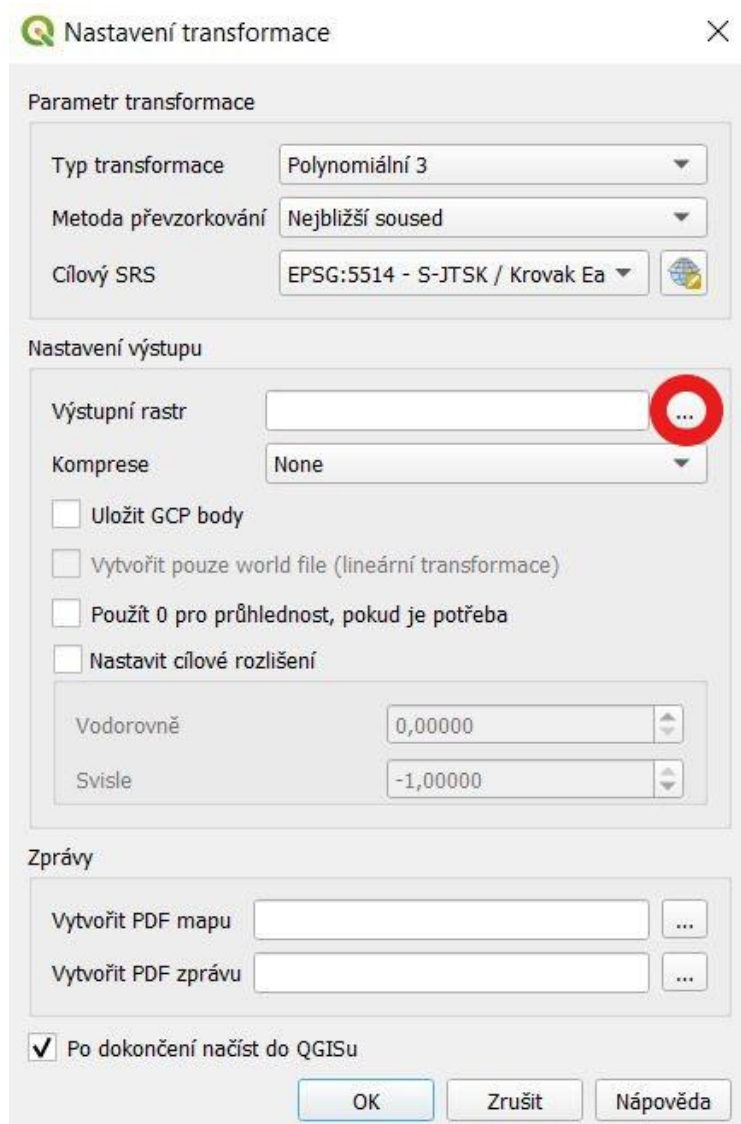 Nastavení transformace
Parametr transformace
Typ transformace Polynomiální 3
Metoda převzorkování Nejbližší soused
Cílový SRS EPSG:5514 - S-JTSK / Krovak Ea
Nastavení výstupu
Výstupní rastr ...
Komprese None
Uložit GCP body
Vytvořit pouze world file (lineární transformace)
Použít 0 pro průhlednost, pokud je potřeba
Nastavit cílové rozlišení
Vodorovně 0,00000
Svisle -1,00000
Zprávy
Vytvořit PDF mapu ...
Vytvořit PDF zprávu ...
Po dokončení načíst do QGISu
OK Zrušit Nápověda